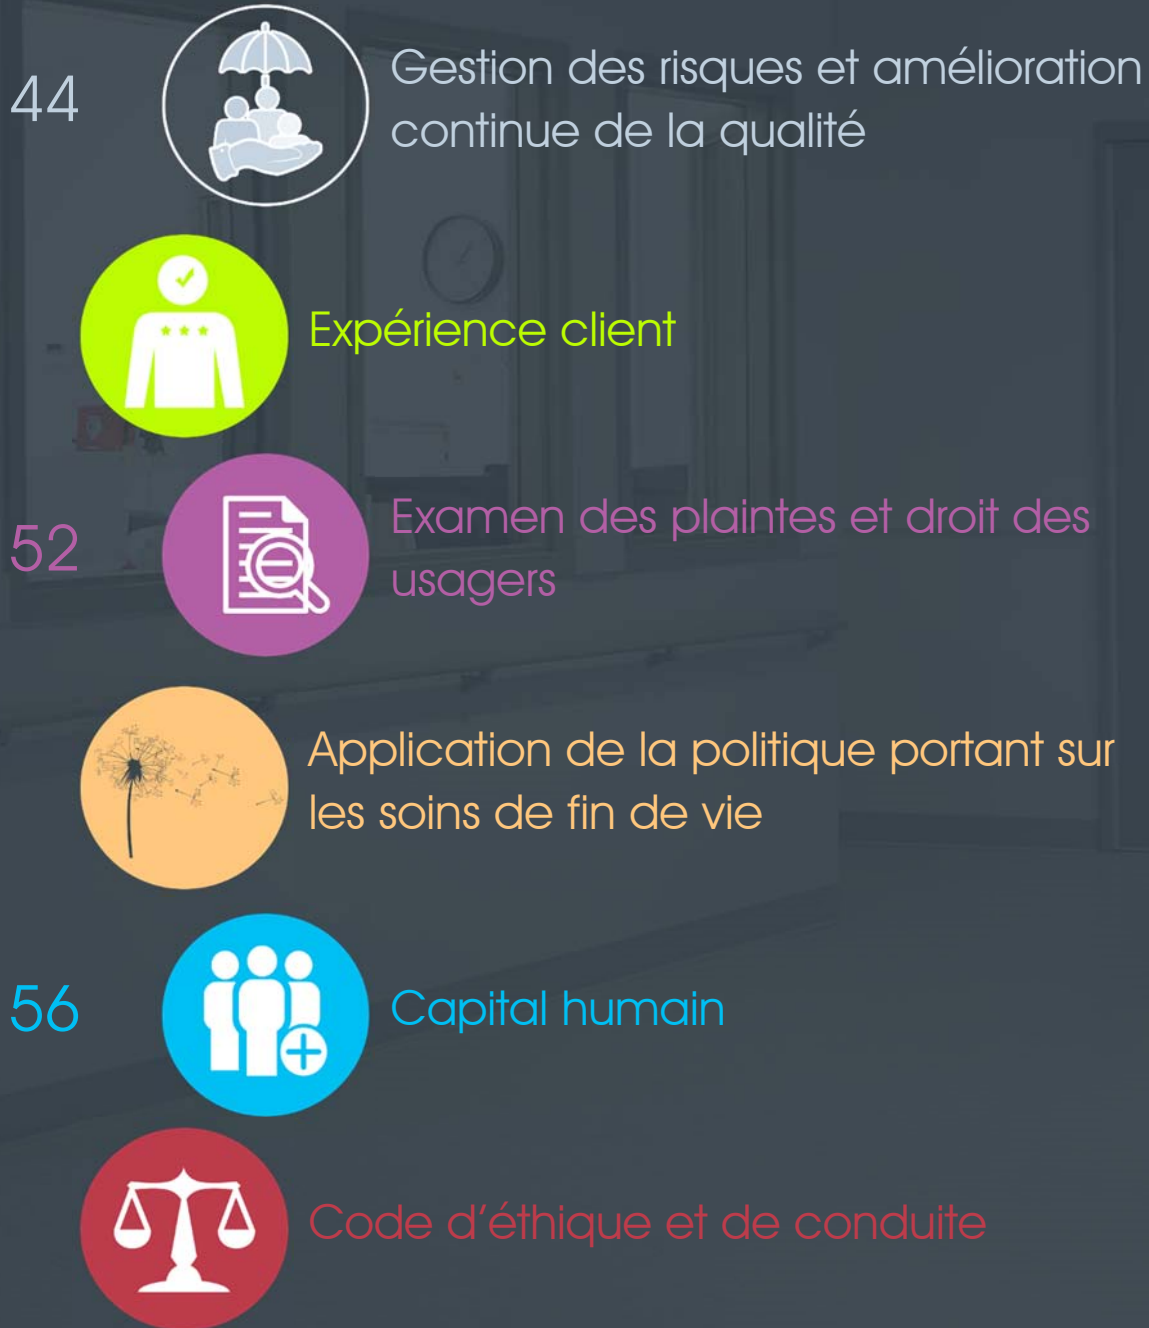 44
Gestion des risques et amélioration
continue de la qualité
Expérience client
52
Examen des plaintes et droit des
usagers
Application de la politique portant sur
les soins de fin de vie
56
Capital humain
Code d'éthique et de conduite